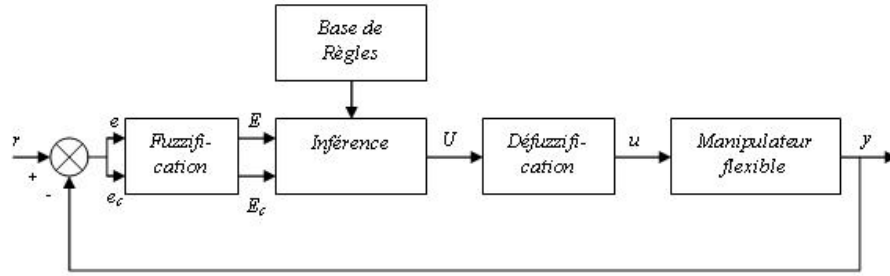 Base de
Règles
r
+
-
e
e_c
Fuzzifi-
cation
E
E_c
Inférence
U
Défuzzifi-
cation
u
Manipulateur
flexible
y